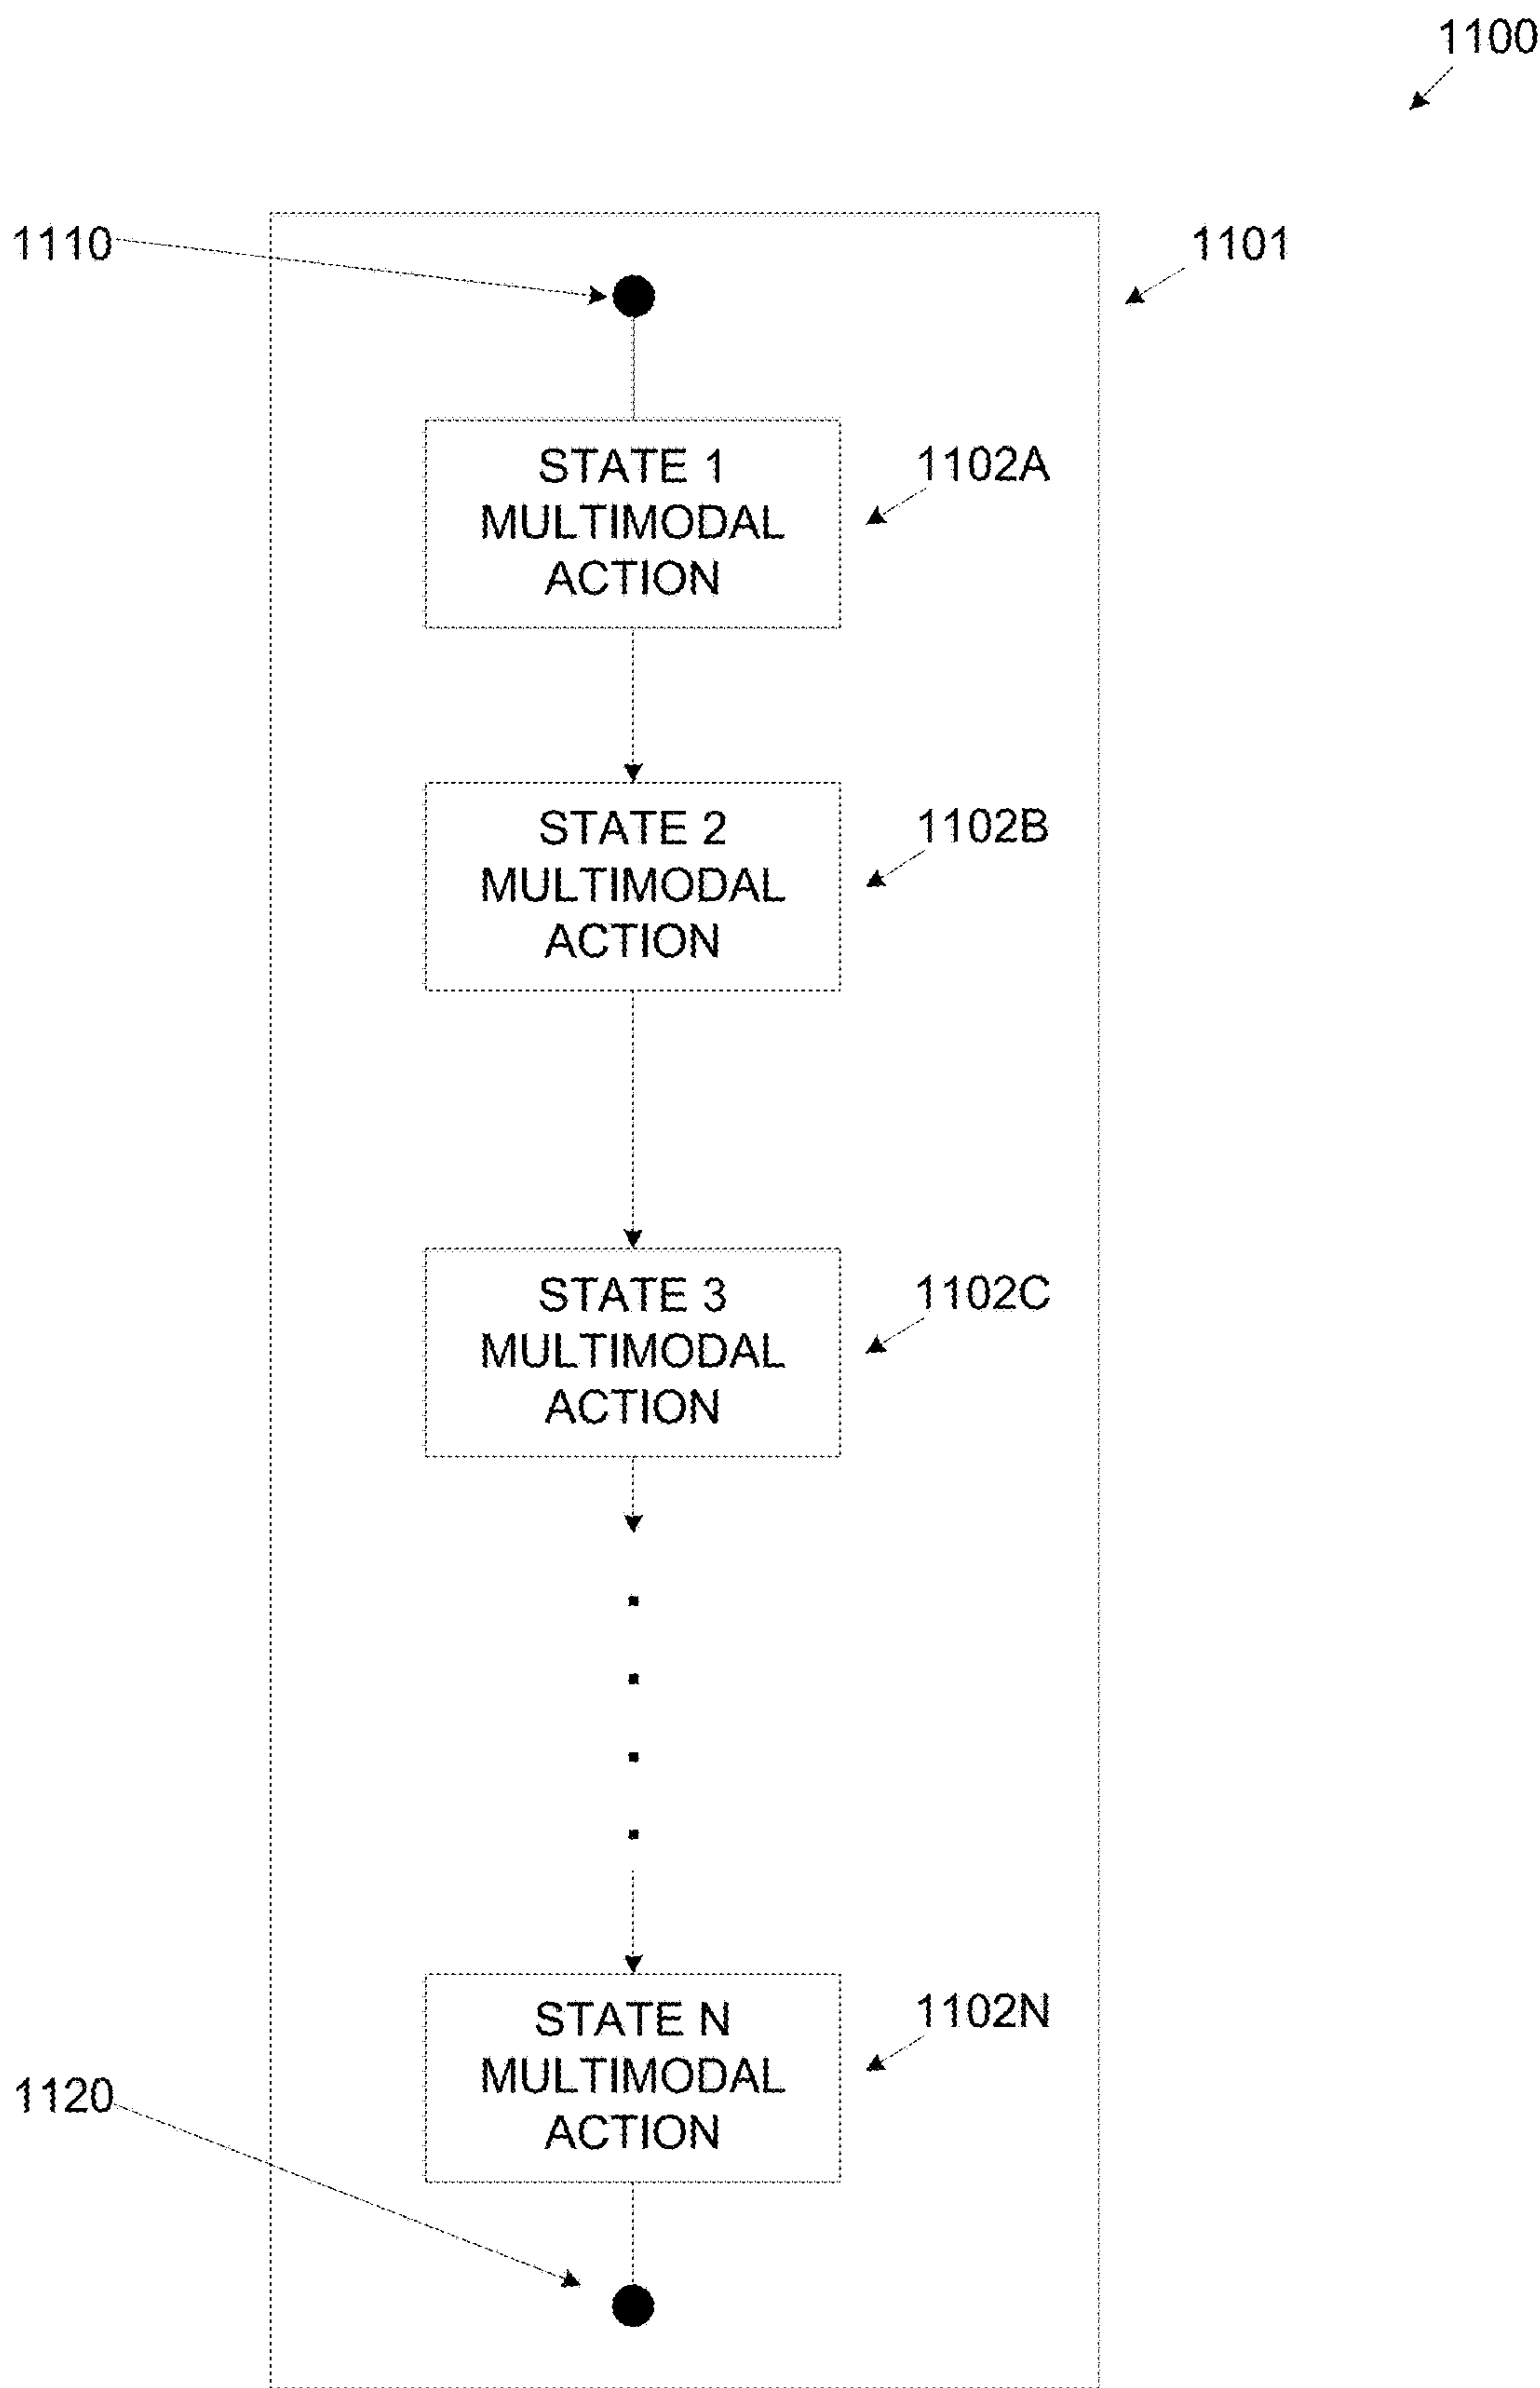 1100
1110
1101
STATE 1
MULTIMODAL
ACTION
1102A
STATE 2
MULTIMODAL
ACTION
1102B
STATE 3
MULTIMODAL
ACTION
1102C
STATE N
MULTIMODAL
ACTION
1102N
1120